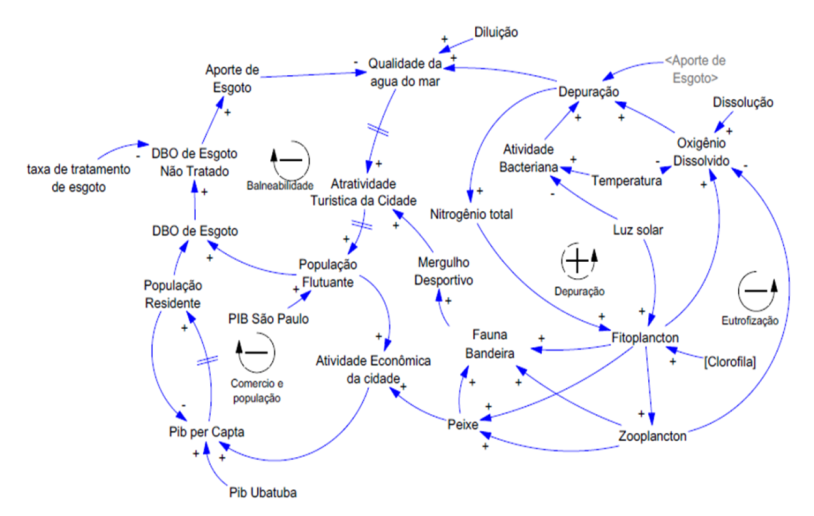 Diluição
Qualidade da
agua do mar
Aporte de
Esgoto
<Aporte de
Esgoto>
Depuração
Dissolução
taxa de tratamento
de esgoto
DBO de Esgoto
Não Tratado
Balneabilidade
Atratividade
Turistica da Cidade
Atividade
Bacteriana
Oxigênio
Dissolvido
Temperatura
Nitrogênio total
Luz solar
DBO de Esgoto
População
Flutuante
Mergulho
Desportivo
População
Residente
Depuração
Eutrofização
PIB São Paulo
Comercio e
população
Atividade Econômica
da cidade
Fauna
Bandeira
Fitoplancton
[Clorofila]
Pib per Capta
Peixe
Zooplancton
Pib Ubatuba